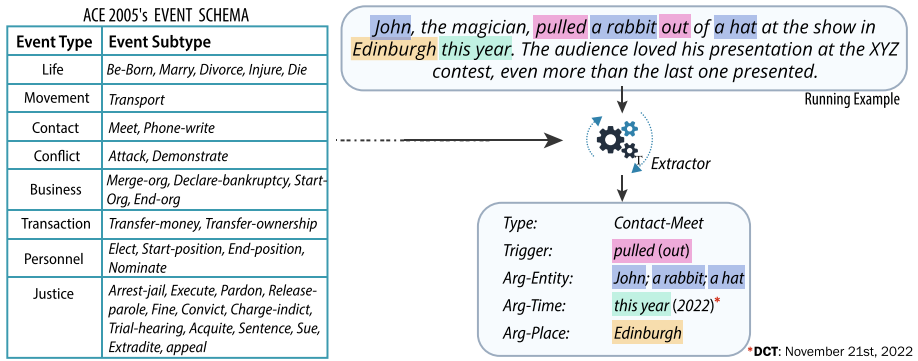 ACE 2005's EVENT SCHEMA
Event Type Event Subtype
Life Be-Born, Marry, Divorce, Injure, Die
Movement Transport
Contact Meet, Phone-write
Conflict Attack, Demonstrate
Business Merge-org, Declare-bankruptcy, Start-
Org, End-org
Transaction Transfer-money, Transfer-ownership
Personnel Elect, Start-position, End-position,
Nominate
Justice Arrest-jail, Execute, Pardon, Release-
parole, Fine, Convict, Charge-indict,
Trial-hearing, Acquite, Sentence, Sue,
Extradite, appeal
John, the magician, pulled a rabbit out of a hat at the show in
Edinburgh this year. The audience loved his presentation at the XYZ
contest, even more than the last one presented.
Running Example
T
Extractor
Type: Contact-Meet
Trigger: pulled (out)
Arg-Entity: John; a rabbit; a hat
Arg-Time: this year (2022)*
Arg-Place: Edinburgh
*DCT: November 21st, 2022